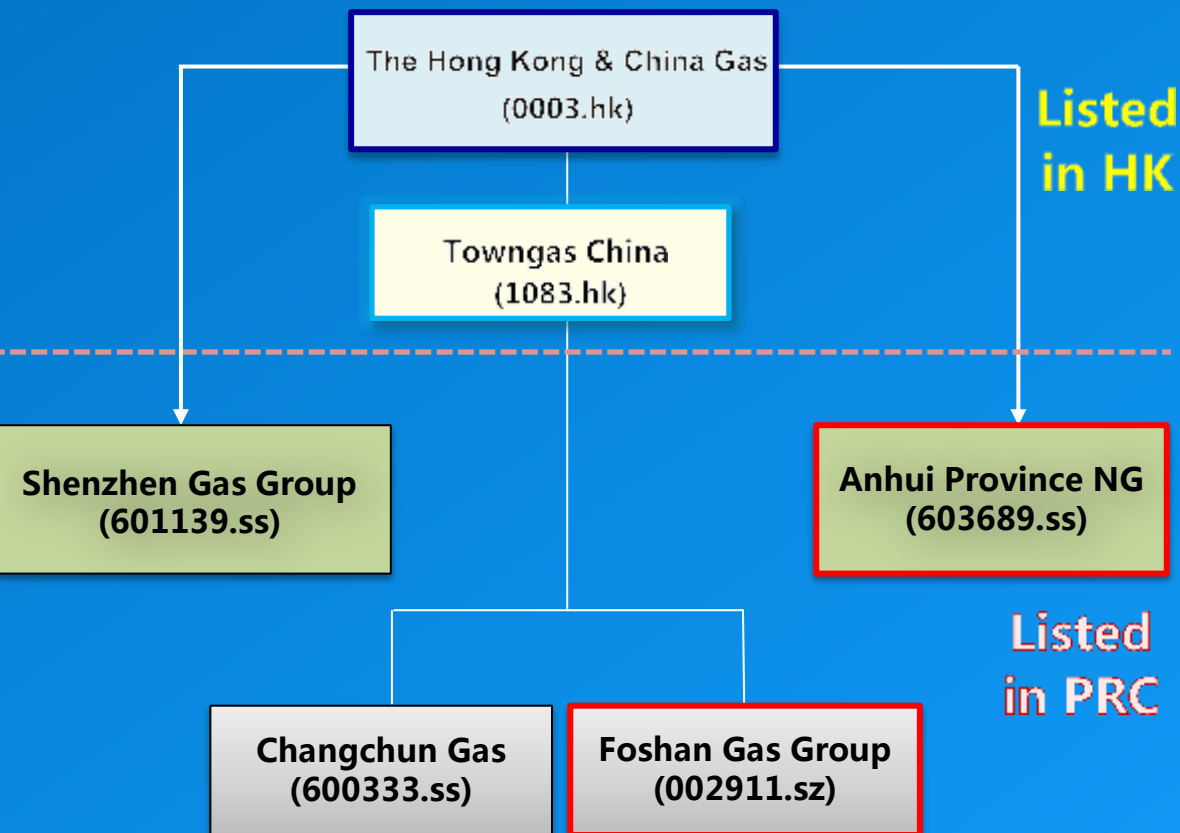 The Hong Kong & China Gas
(0003.hk)
Listed
in HK
Towngas China
(1083.hk)
Shenzhen Gas Group
(601139.ss)
Anhui Province NG
(603689.ss)
Listed
in PRC
Changchun Gas
(600333.ss)
Foshan Gas Group
(002911.sz)